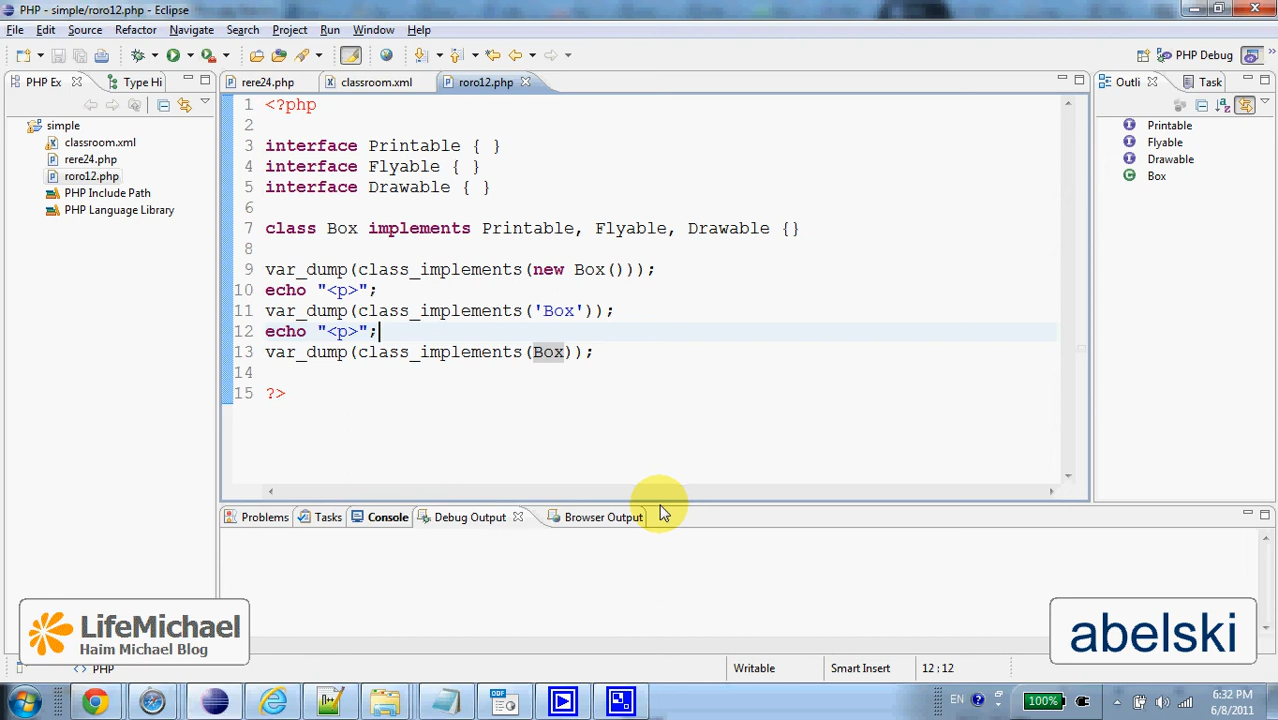 PHP - simple/roro12.php - Eclipse
File Edit Source Refactor Navigate Search Project Run Window Help
PHP Debug
PHP Ex Type Hi
rere24.php classroom.xml roro12.php
Outli Task
simple
classroom.xml
rere24.php
roro12.php
PHP Include Path
PHP Language Library
1 <?php
2
3 interface Printable { }
4 interface Flyable { }
5 interface Drawable { }
6
7 class Box implements Printable, Flyable, Drawable {}
8
9 var_dump(class_implements(new Box()));
10 echo "<p>";
11 var_dump(class_implements('Box'));
12 echo "<p>";
13 var_dump(class_implements(Box));
14
15 ?>
Printable
Flyable
Drawable
Box
Problems Tasks Console Debug Output Browser Output
LifeMichael
Haim Michael Blog
abelski
PHP
Writable Smart Insert 12:12
EN 100%
6:32 PM
6/8/2011